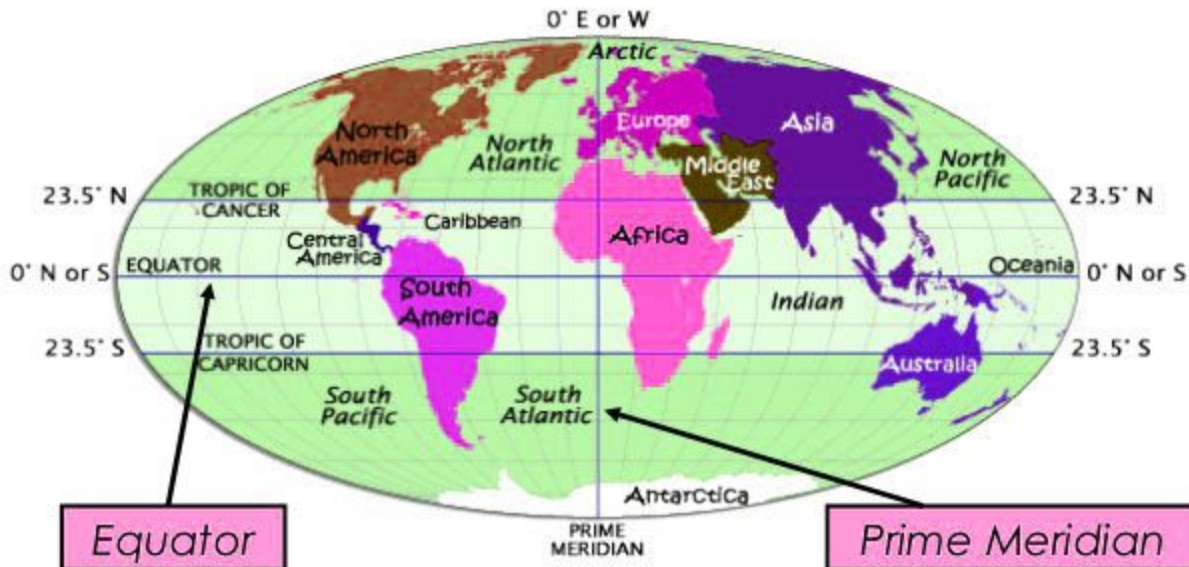 0° E or W
Arctic
North
America
North
Atlantic
Europe
Asia
Middle
East
North
Pacific
23.5° N
TROPIC OF
CANCER
23.5° N
Caribbean
Central
America
Africa
0° N or S
EQUATOR
Oceania
0° N or S
South
America
Indian
23.5° S
TROPIC OF
CAPRICORN
Australia
23.5° S
South
Pacific
South
Atlantic
Antarctica
PRIME
MERIDIAN
Equator
Prime Meridian